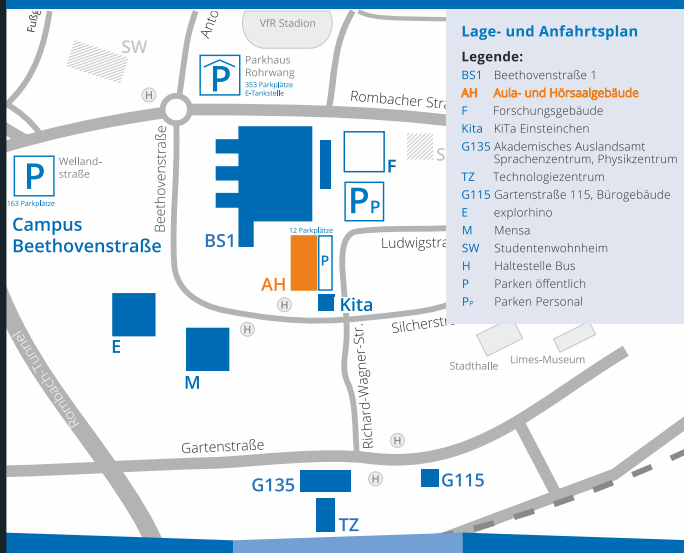 Fußg
Anto
VfR Stadion
SW
P
Parkhaus
Rohrwang
353 Parkplätze
E-Tankstelle
H
Rombacher Stra
P
Welland-
straße
163 Parkplätze
Campus
Beethovenstraße
Beethovenstraße
BS1
F
S
PP
12 Parkplätze
P
AH
Ludwigstra
Kita
H
H
Silcherstr
E
M
Rombach-Tunnel
Richard-Wagner-Str.
Stadthalle
Limes-Museum
Gartenstraße
H
H
G135
G115
TZ
Lage- und Anfahrtsplan
Legende:
BS1 Beethovenstraße 1
AH Aula- und Hörsaalgebäude
F Forschungsgebäude
Kita KiTa Einsteinchen
G135 Akademisches Auslandsamt
Sprachenzentrum, Physikzentrum
TZ Technologiezentrum
G115 Gartenstraße 115, Bürogebäude
E explorhino
M Mensa
SW Studentenwohnheim
H Haltestelle Bus
P Parken öffentlich
PP Parken Personal